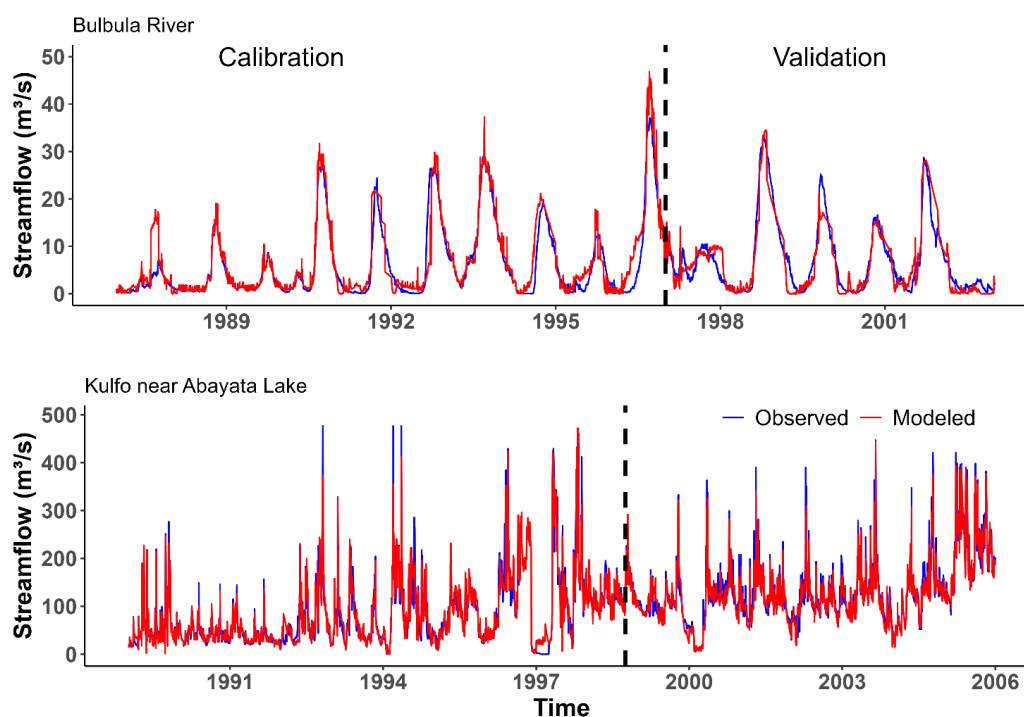 Bulbula River
Calibration
Validation
Streamflow (m³/s)
50
40
30
20
10
0
1989
1992
1995
1998
2001
Kulfo near Abayata Lake
Observed
Modeled
Streamflow (m³/s)
500
400
300
200
100
0
1991
1994
1997
2000
2003
2006
Time